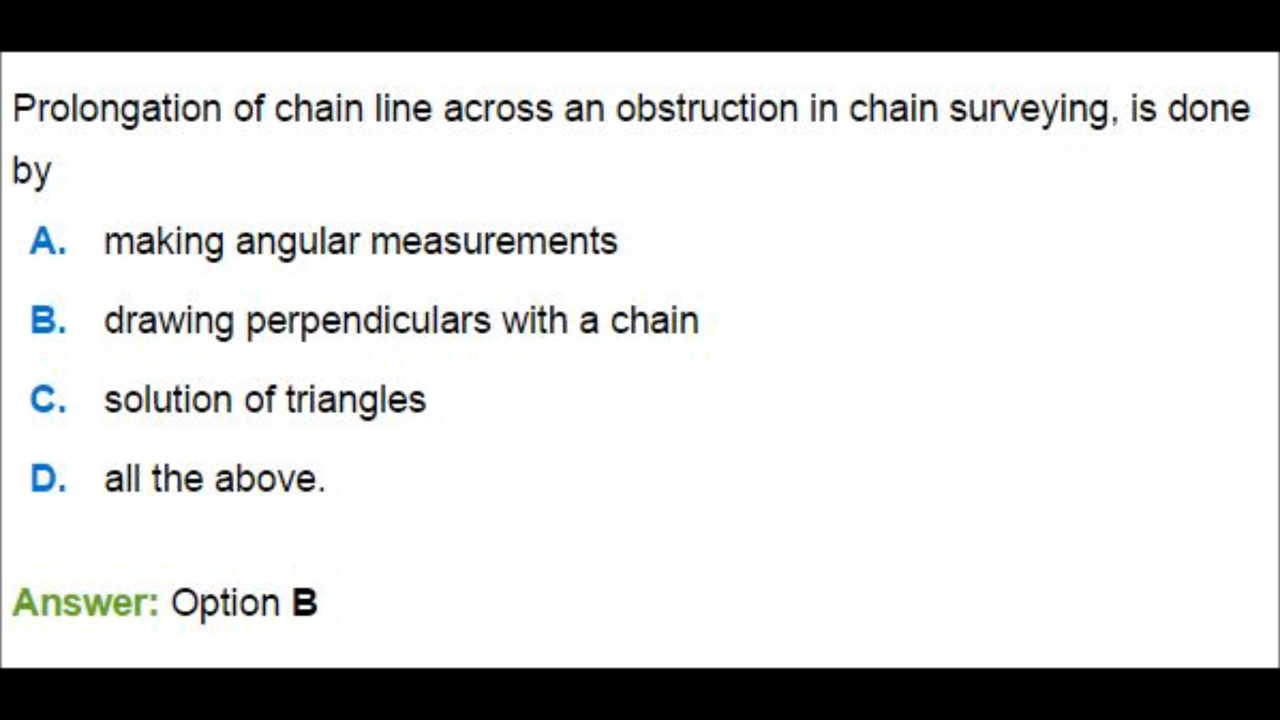 Prolongation of chain line across an obstruction in chain surveying, is done
by
A. making angular measurements
B. drawing perpendiculars with a chain
C. solution of triangles
D. all the above.
Answer: Option B